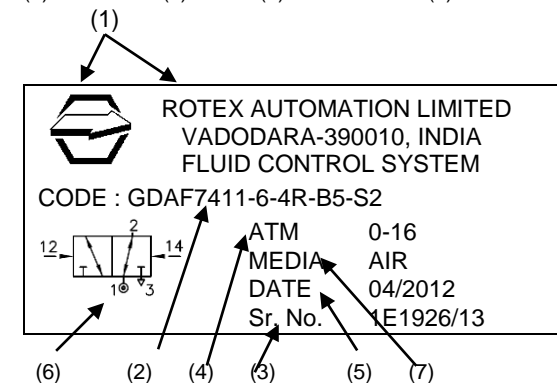 (1)
ROTEX AUTOMATION LIMITED
VADODARA-390010, INDIA
FLUID CONTROL SYSTEM
CODE : GDAF7411-6-4R-B5-S2
2
12 14
1 3
ATM 0-16
MEDIA AIR
DATE 04/2012
Sr. No. 1E1926/13
(6) (2) (4) (3) (5) (7)